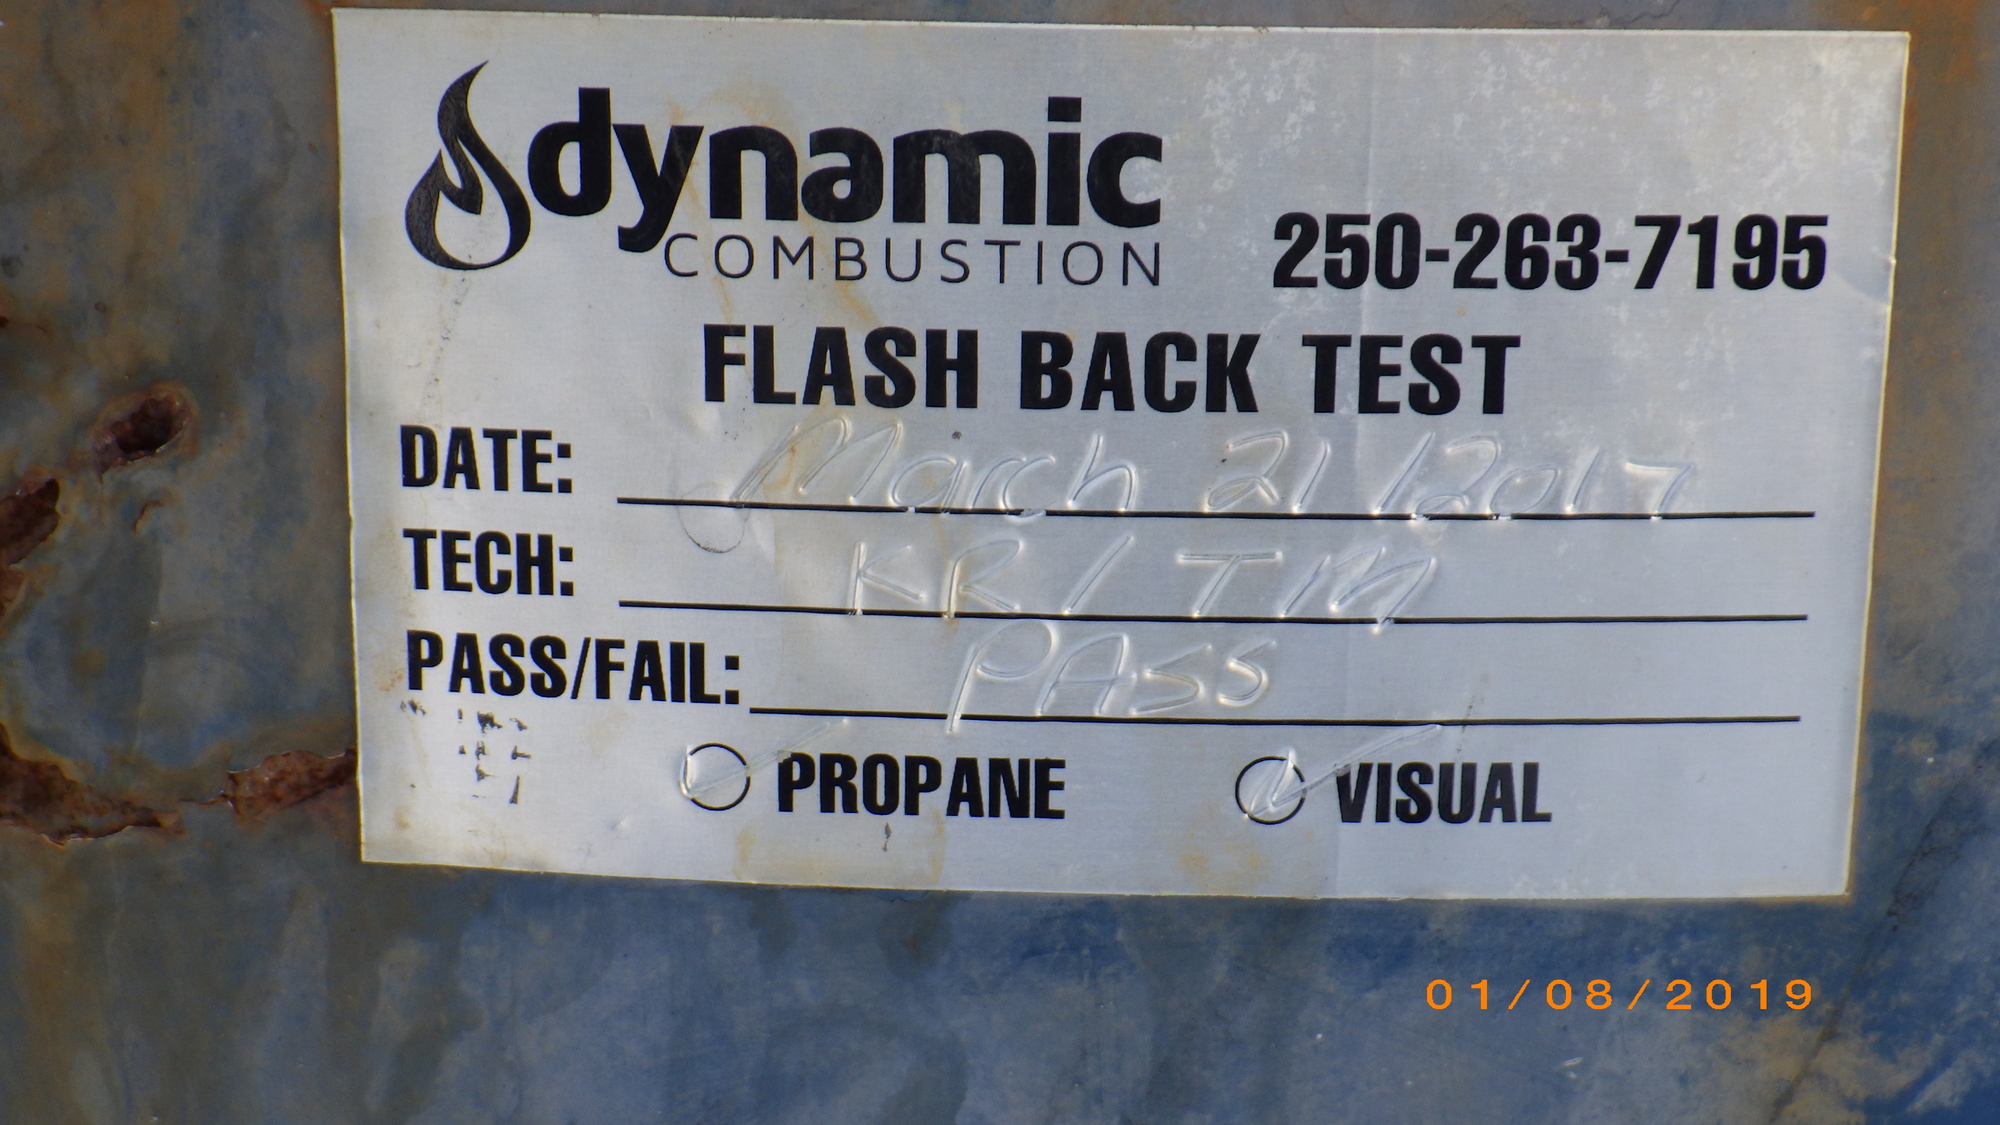 dynamic
COMBUSTION
250-263-7195
FLASH BACK TEST
DATE: March 21/2017
TECH: KR/TM
PASS/FAIL: PASS
PROPANE VISUAL
01/08/2019